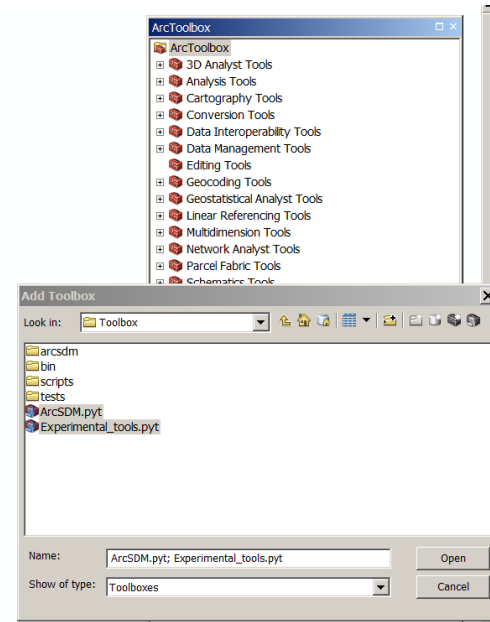 ArcToolbox
ArcToolbox
3D Analyst Tools
Analysis Tools
Cartography Tools
Conversion Tools
Data Interoperability Tools
Data Management Tools
Editing Tools
Geocoding Tools
Geostatistical Analyst Tools
Linear Referencing Tools
Multidimension Tools
Network Analyst Tools
Parcel Fabric Tools
Schematics Tools
Add Toolbox
Look in: Toolbox
arcsdm
bin
scripts
tests
ArcSDM.pyt
Experimental_tools.pyt
Name: ArcSDM.pyt; Experimental_tools.pyt Open
Show of type: Toolboxes Cancel